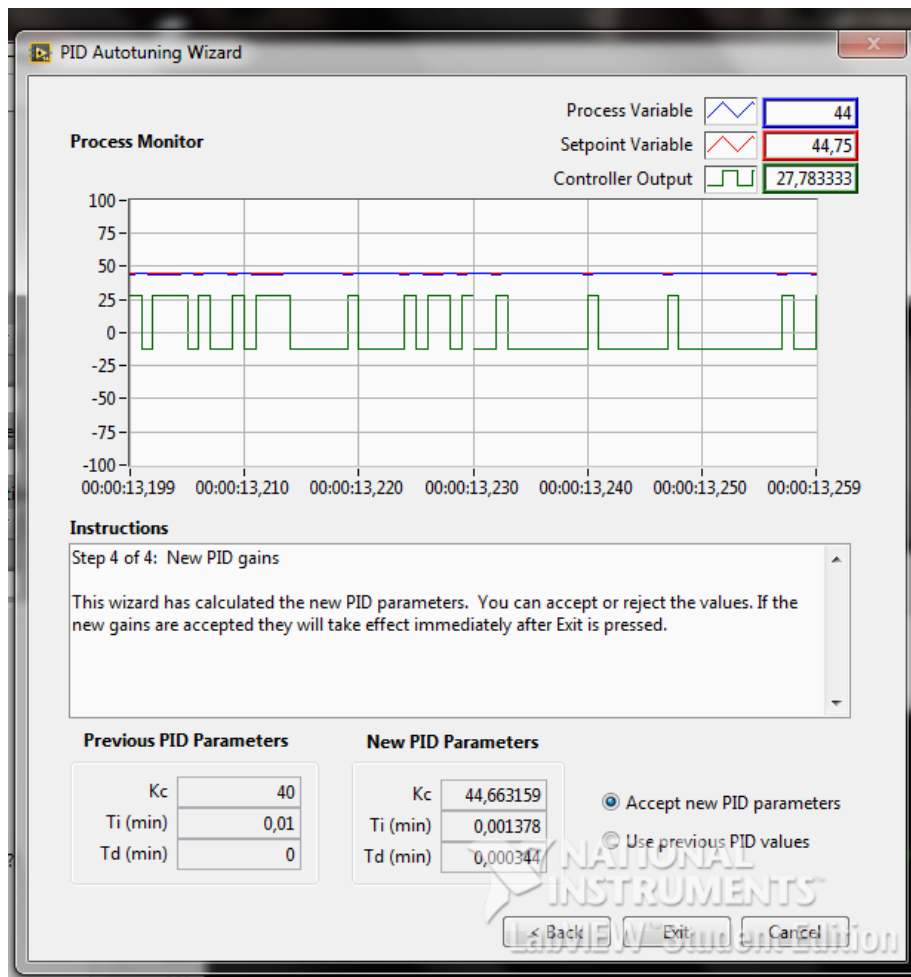 PID Autotuning Wizard
Process Variable
44
Process Monitor
Setpoint Variable
44,75
Controller Output
27,783333
100
75
50
25
0
-25
-50
-75
-100
00:00:13,199 00:00:13,210 00:00:13,220 00:00:13,230 00:00:13,240 00:00:13,250 00:00:13,259
Instructions
Step 4 of 4: New PID gains
This wizard has calculated the new PID parameters. You can accept or reject the values. If the
new gains are accepted they will take effect immediately after Exit is pressed.
Previous PID Parameters
Kc 40
Ti (min) 0,01
Td (min) 0
New PID Parameters
Kc 44,663159
Ti (min) 0,001378
Td (min) 0,000344
Accept new PID parameters
Use previous PID values
NATIONAL
INSTRUMENTS™
LabVIEW™ Student Edition
< Back Exit Cancel